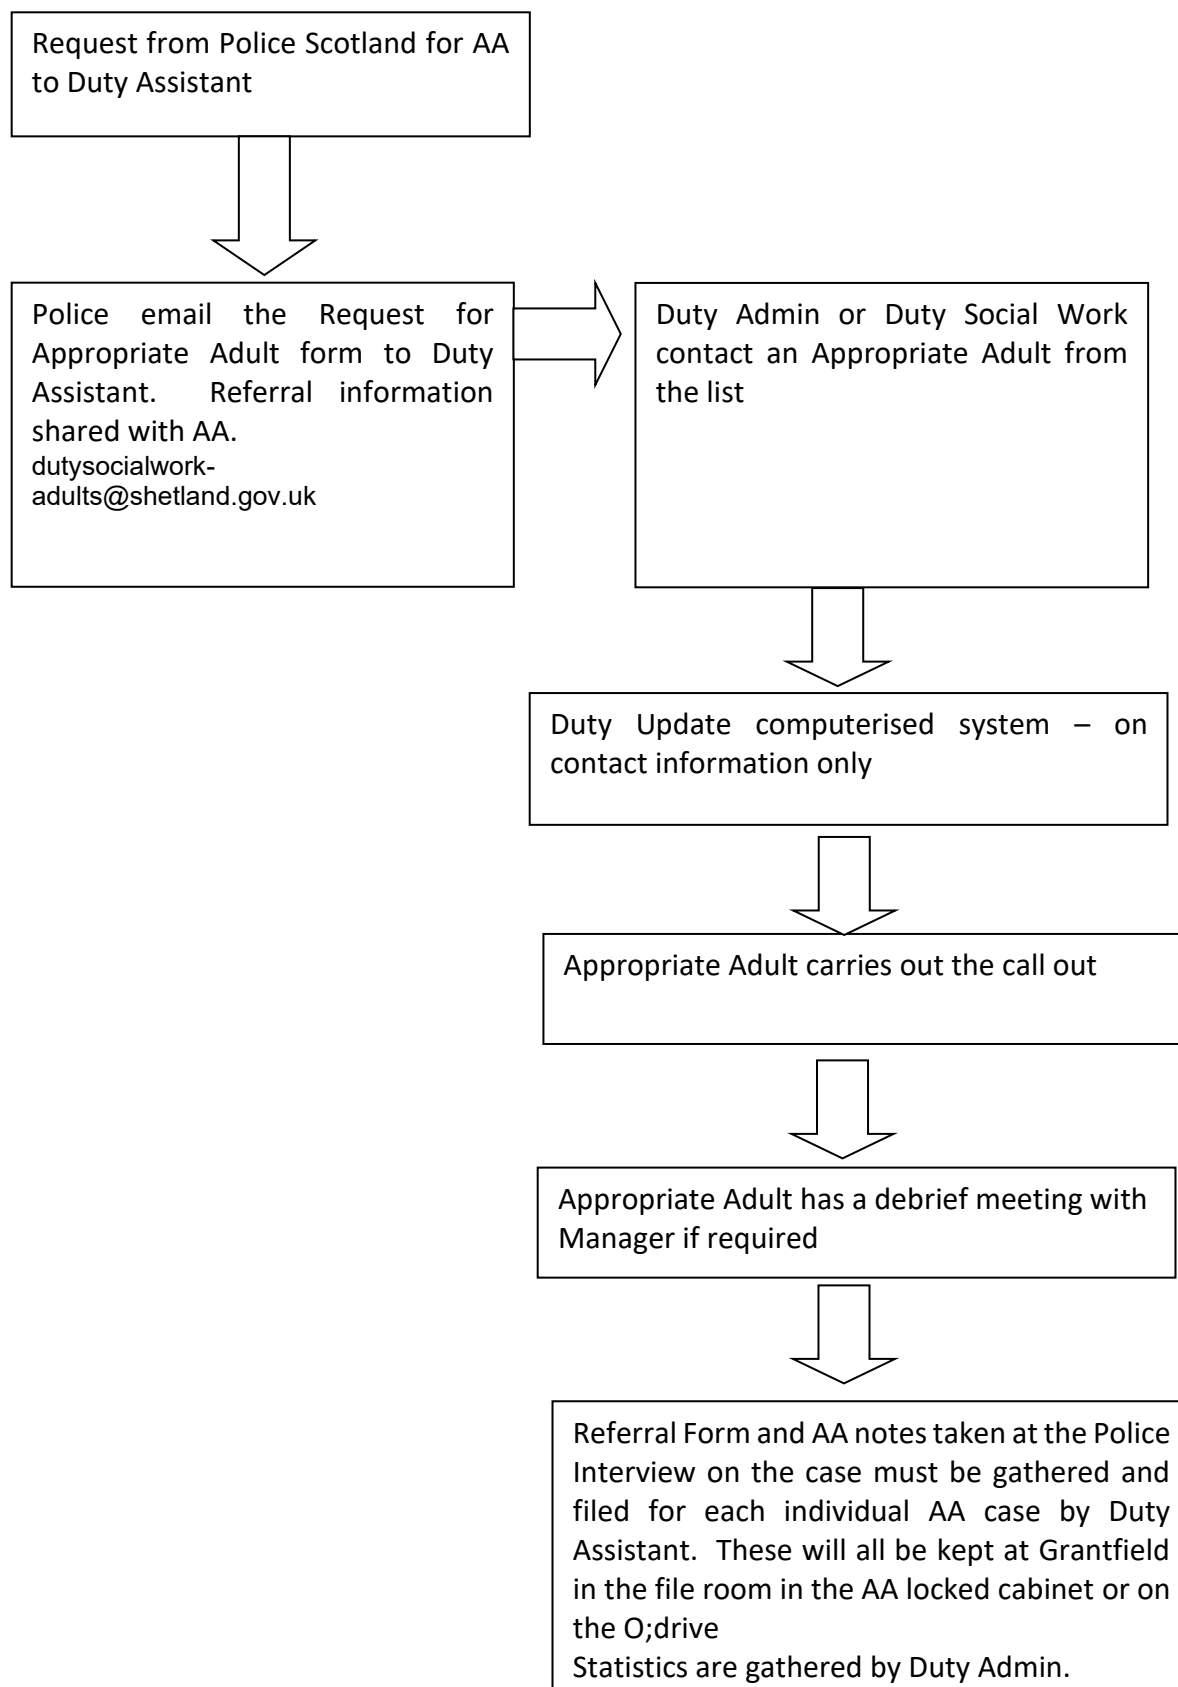 Request from Police Scotland for AA
to Duty Assistant
Police email the Request for
Appropriate Adult form to Duty
Assistant. Referral information
shared with AA.
dutysocialwork-
adults@shetland.gov.uk
Duty Admin or Duty Social Work
contact an Appropriate Adult from
the list
Duty Update computerised system – on
contact information only
Appropriate Adult carries out the call out
Appropriate Adult has a debrief meeting with
Manager if required
Referral Form and AA notes taken at the Police
Interview on the case must be gathered and
filed for each individual AA case by Duty
Assistant. These will all be kept at Grantfield
in the file room in the AA locked cabinet or on
the O;drive
Statistics are gathered by Duty Admin.